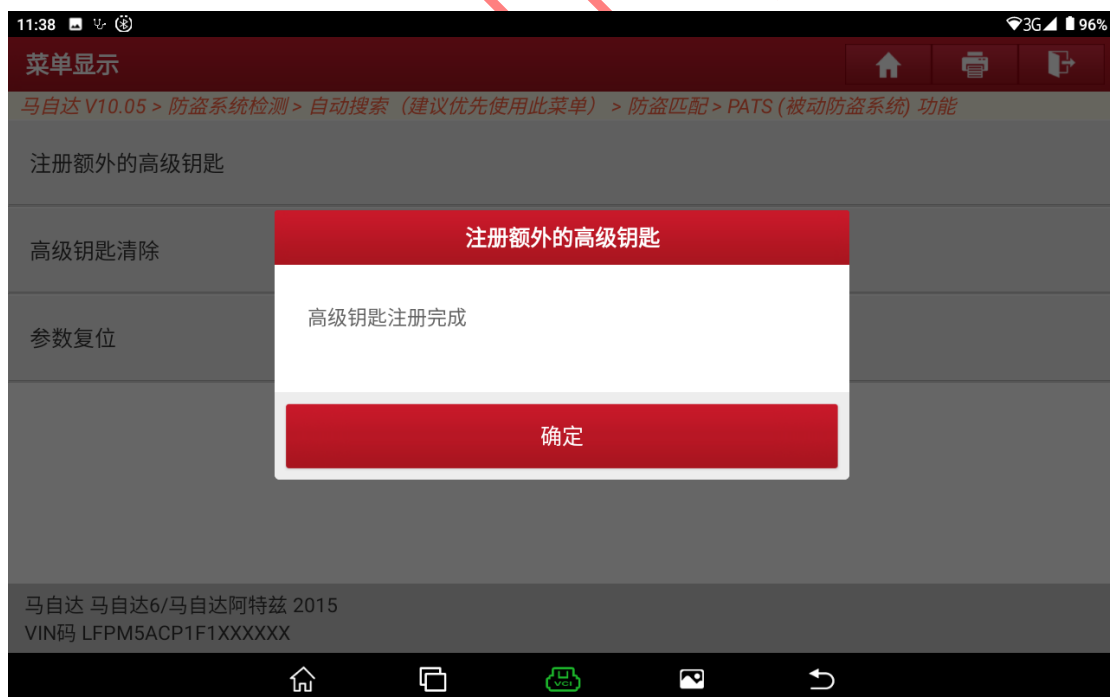 11:38 3G 96%
菜单显示
马自达 V10.05 > 防盗系统检测 > 自动搜索（建议优先使用此菜单） > 防盗匹配 > PATS (被动防盗系统) 功能
注册额外的高级钥匙
高级钥匙清除
参数复位
注册额外的高级钥匙
高级钥匙注册完成
确定
马自达 马自达6/马自达阿特兹 2015
VIN码 LFPM5ACP1F1XXXXXX
VCI